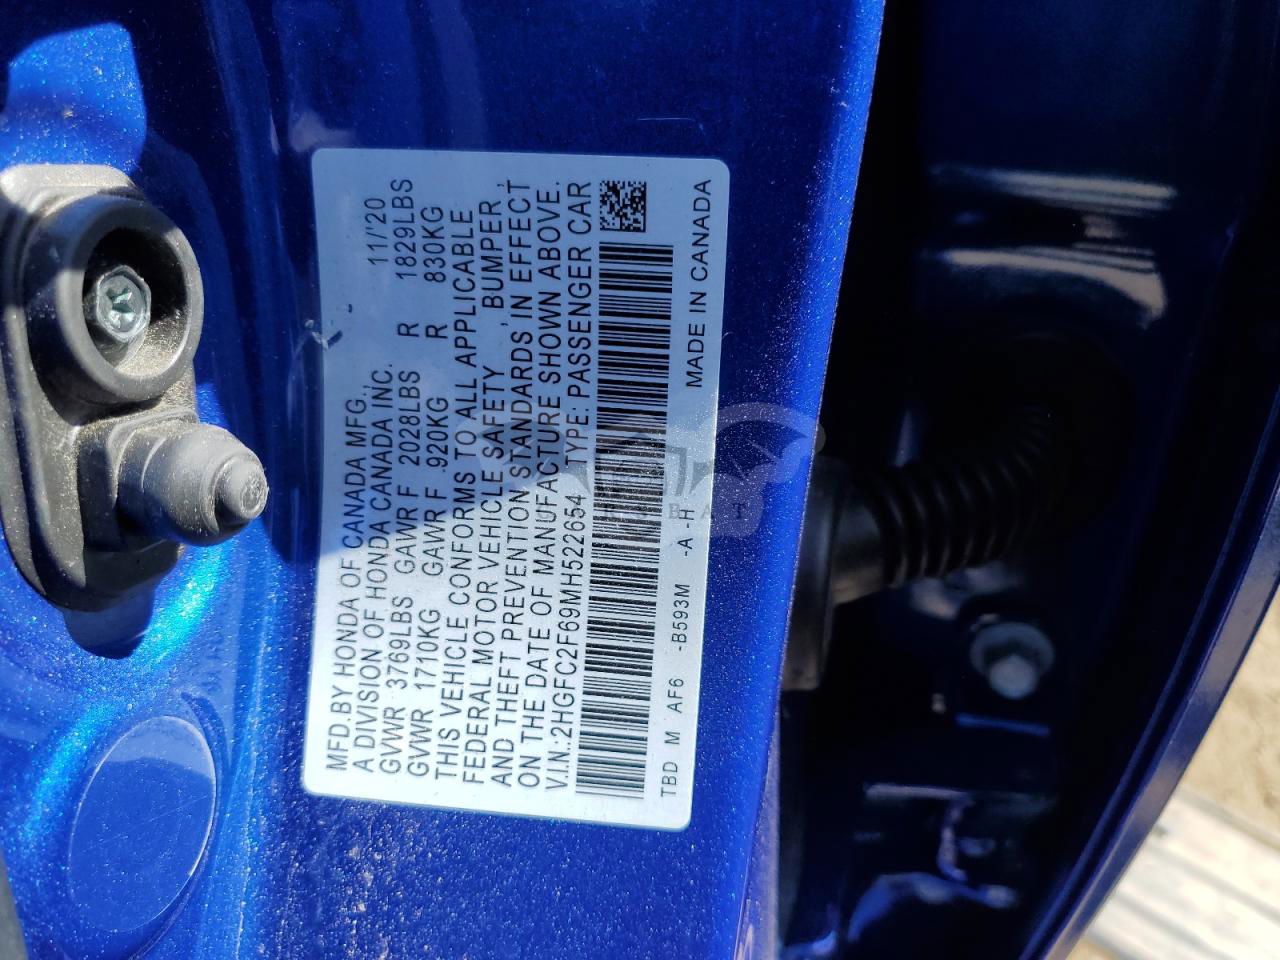 MFD.BY HONDA OF CANADA MFG., 11/'20
A DIVISION OF HONDA CANADA INC.
GVWR 3769LBS GAWR F 2028LBS R 1829LBS
GVWR 1710KG GAWR F 920KG R 830KG
THIS VEHICLE CONFORMS TO ALL APPLICABLE
FEDERAL MOTOR VEHICLE SAFETY , BUMPER ,
AND THEFT PREVENTION STANDARDS IN EFFECT
ON THE DATE OF MANUFACTURE SHOWN ABOVE.
V.I.N.:2HGFC2F69MH522654 TYPE: PASSENGER CAR
TBD M AF6 -B593M -A -H MADE IN CANADA